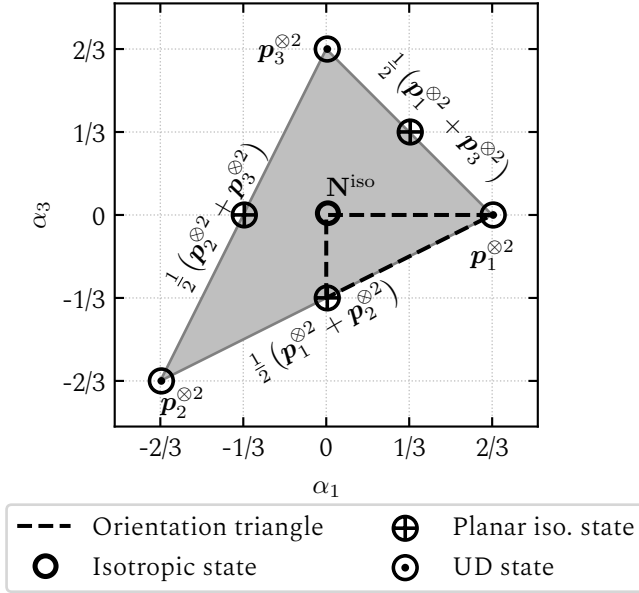 2/3
1/3
0
-1/3
-2/3
α₃
p₃^⊗2
½(p₁^⊗2 + p₃^⊗2)
½(p₂^⊗2 + p₃^⊗2)
N^iso
p₁^⊗2
½(p₁^⊗2 + p₂^⊗2)
p₂^⊗2
-2/3 -1/3 0 1/3 2/3
α₁
Orientation triangle
Isotropic state
Planar iso. state
UD state